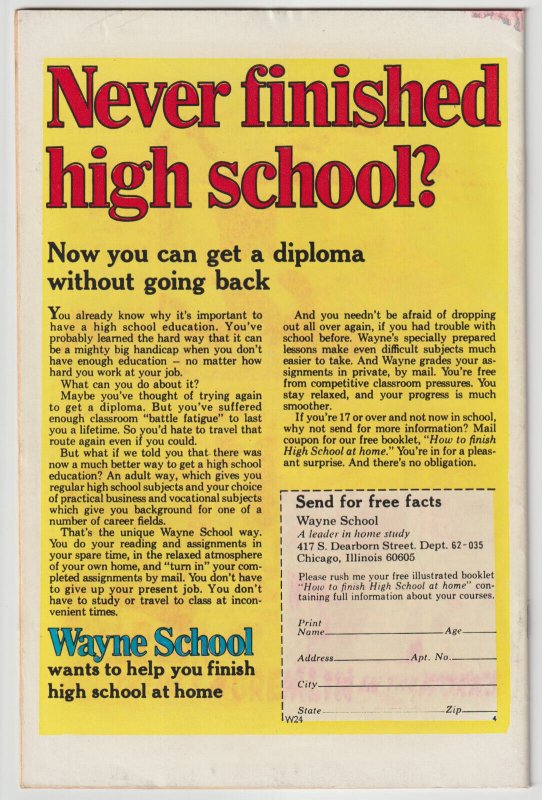 Never finished
high school?
Now you can get a diploma
without going back
You already know why it's important to
have a high school education. You've
probably learned the hard way that it can
be a mighty big handicap when you don't
have enough education – no matter how
hard you work at your job.
What can you do about it?
Maybe you've thought of trying again
to get a diploma. But you've suffered
enough classroom "battle fatigue" to last
you a lifetime. So you'd hate to travel that
route again even if you could.
But what if we told you that there was
now a much better way to get a high school
education? An adult way, which gives you
regular high school subjects and your choice
of practical business and vocational subjects
which give you background for one of a
number of career fields.
That's the unique Wayne School way.
You do your reading and assignments in
your spare time, in the relaxed atmosphere
of your own home, and "turn in" your com-
pleted assignments by mail. You don't have
to give up your present job. You don't
have to study or travel to class at incon-
venient times.
Wayne School
wants to help you finish
high school at home
And you needn't be afraid of dropping
out all over again, if you had trouble with
school before. Wayne's specially prepared
lessons make even difficult subjects much
easier to take. And Wayne grades your as-
signments in private, by mail. You're free
from competitive classroom pressures. You
stay relaxed, and your progress is much
smoother.
If you're 17 or over and not now in school,
why not send for more information? Mail
coupon for our free booklet, "How to finish
High School at home." You're in for a pleas-
ant surprise. And there's no obligation.
Send for free facts
Wayne School
A leader in home study
417 S. Dearborn Street. Dept. 62-035
Chicago, Illinois 60605
Please rush me your free illustrated booklet
"How to finish High School at home" con-
taining full information about your courses.
Print
Name Age
Address Apt. No.
City
State Zip
W24 4